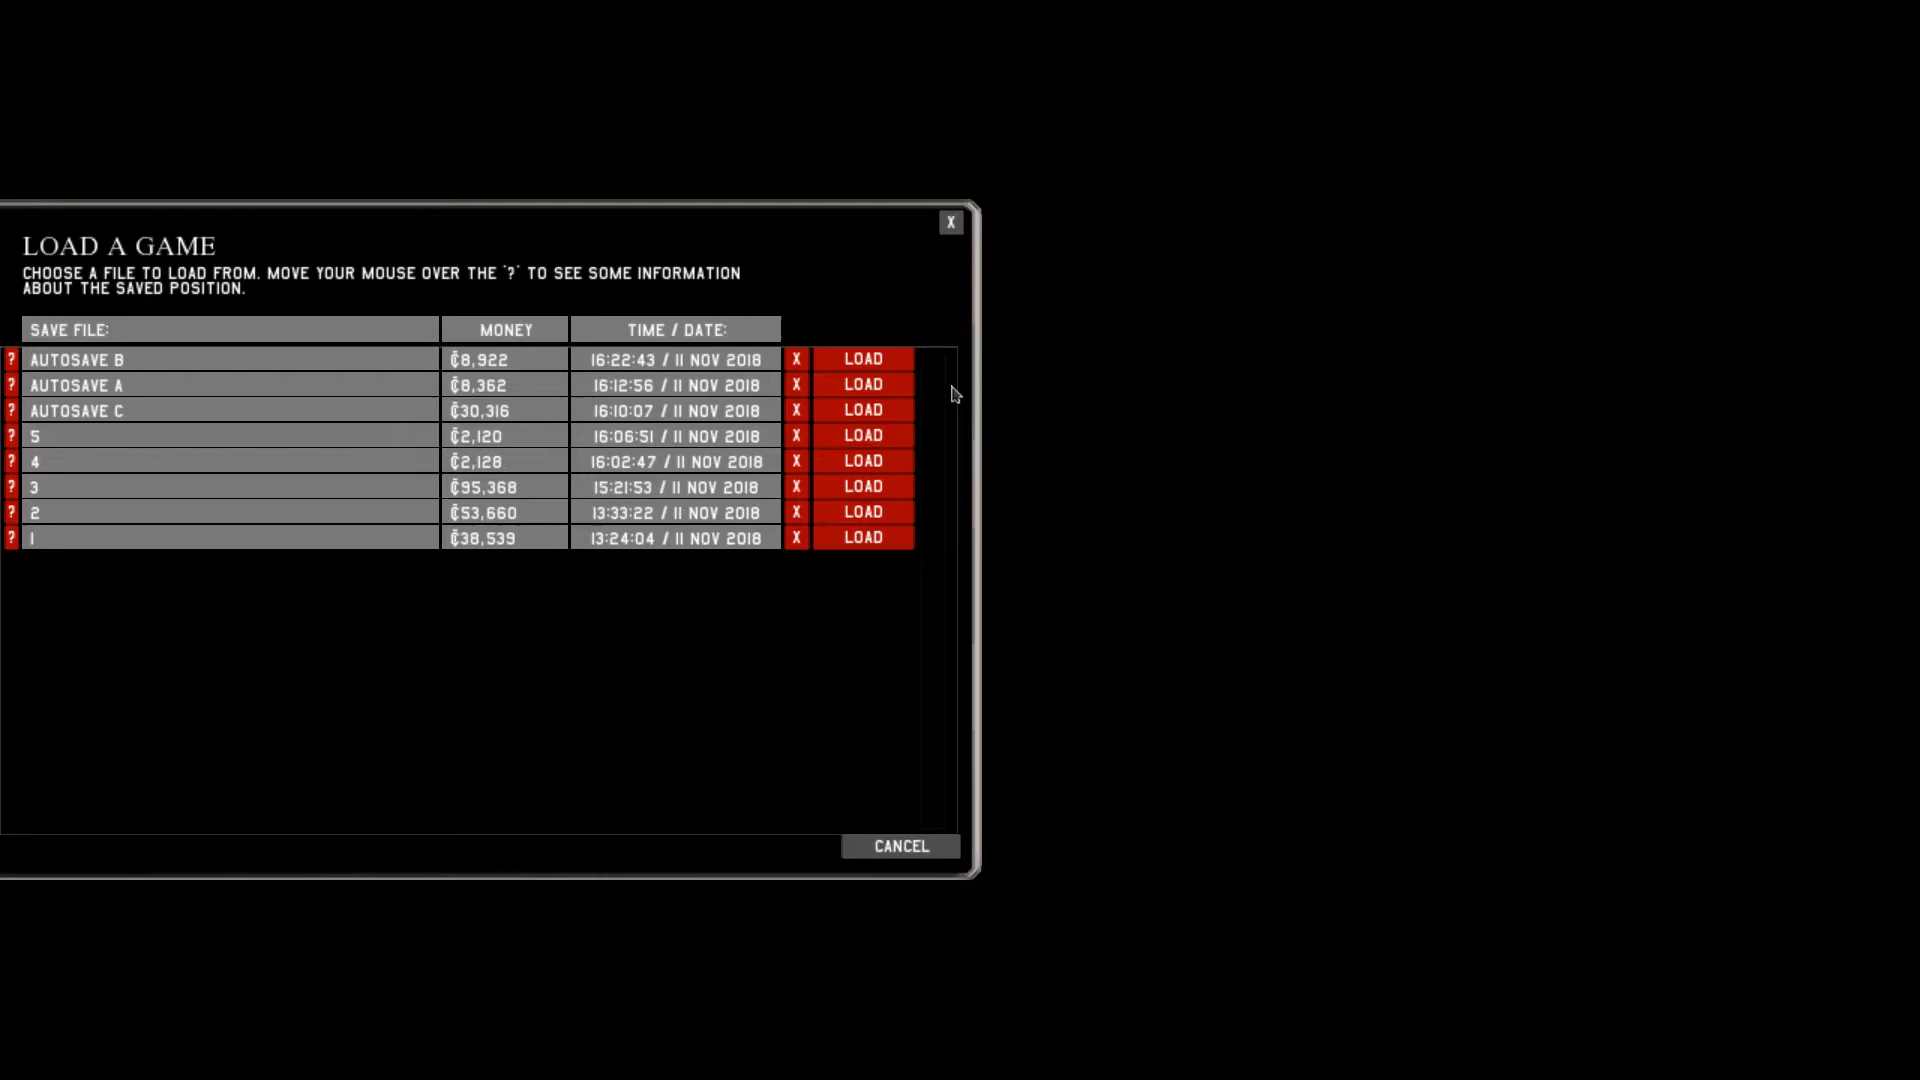 X
LOAD A GAME
CHOOSE A FILE TO LOAD FROM. MOVE YOUR MOUSE OVER THE '?' TO SEE SOME INFORMATION
ABOUT THE SAVED POSITION.
SAVE FILE: MONEY TIME / DATE:
? AUTOSAVE B ₵8,922 16:22:43 / 11 NOV 2018 X LOAD
? AUTOSAVE A ₵8,362 16:12:56 / 11 NOV 2018 X LOAD
? AUTOSAVE C ₵30,316 16:10:07 / 11 NOV 2018 X LOAD
? 5 ₵2,120 16:06:51 / 11 NOV 2018 X LOAD
? 4 ₵2,128 16:02:47 / 11 NOV 2018 X LOAD
? 3 ₵95,368 15:21:53 / 11 NOV 2018 X LOAD
? 2 ₵53,660 13:33:22 / 11 NOV 2018 X LOAD
? 1 ₵38,539 13:24:04 / 11 NOV 2018 X LOAD
CANCEL